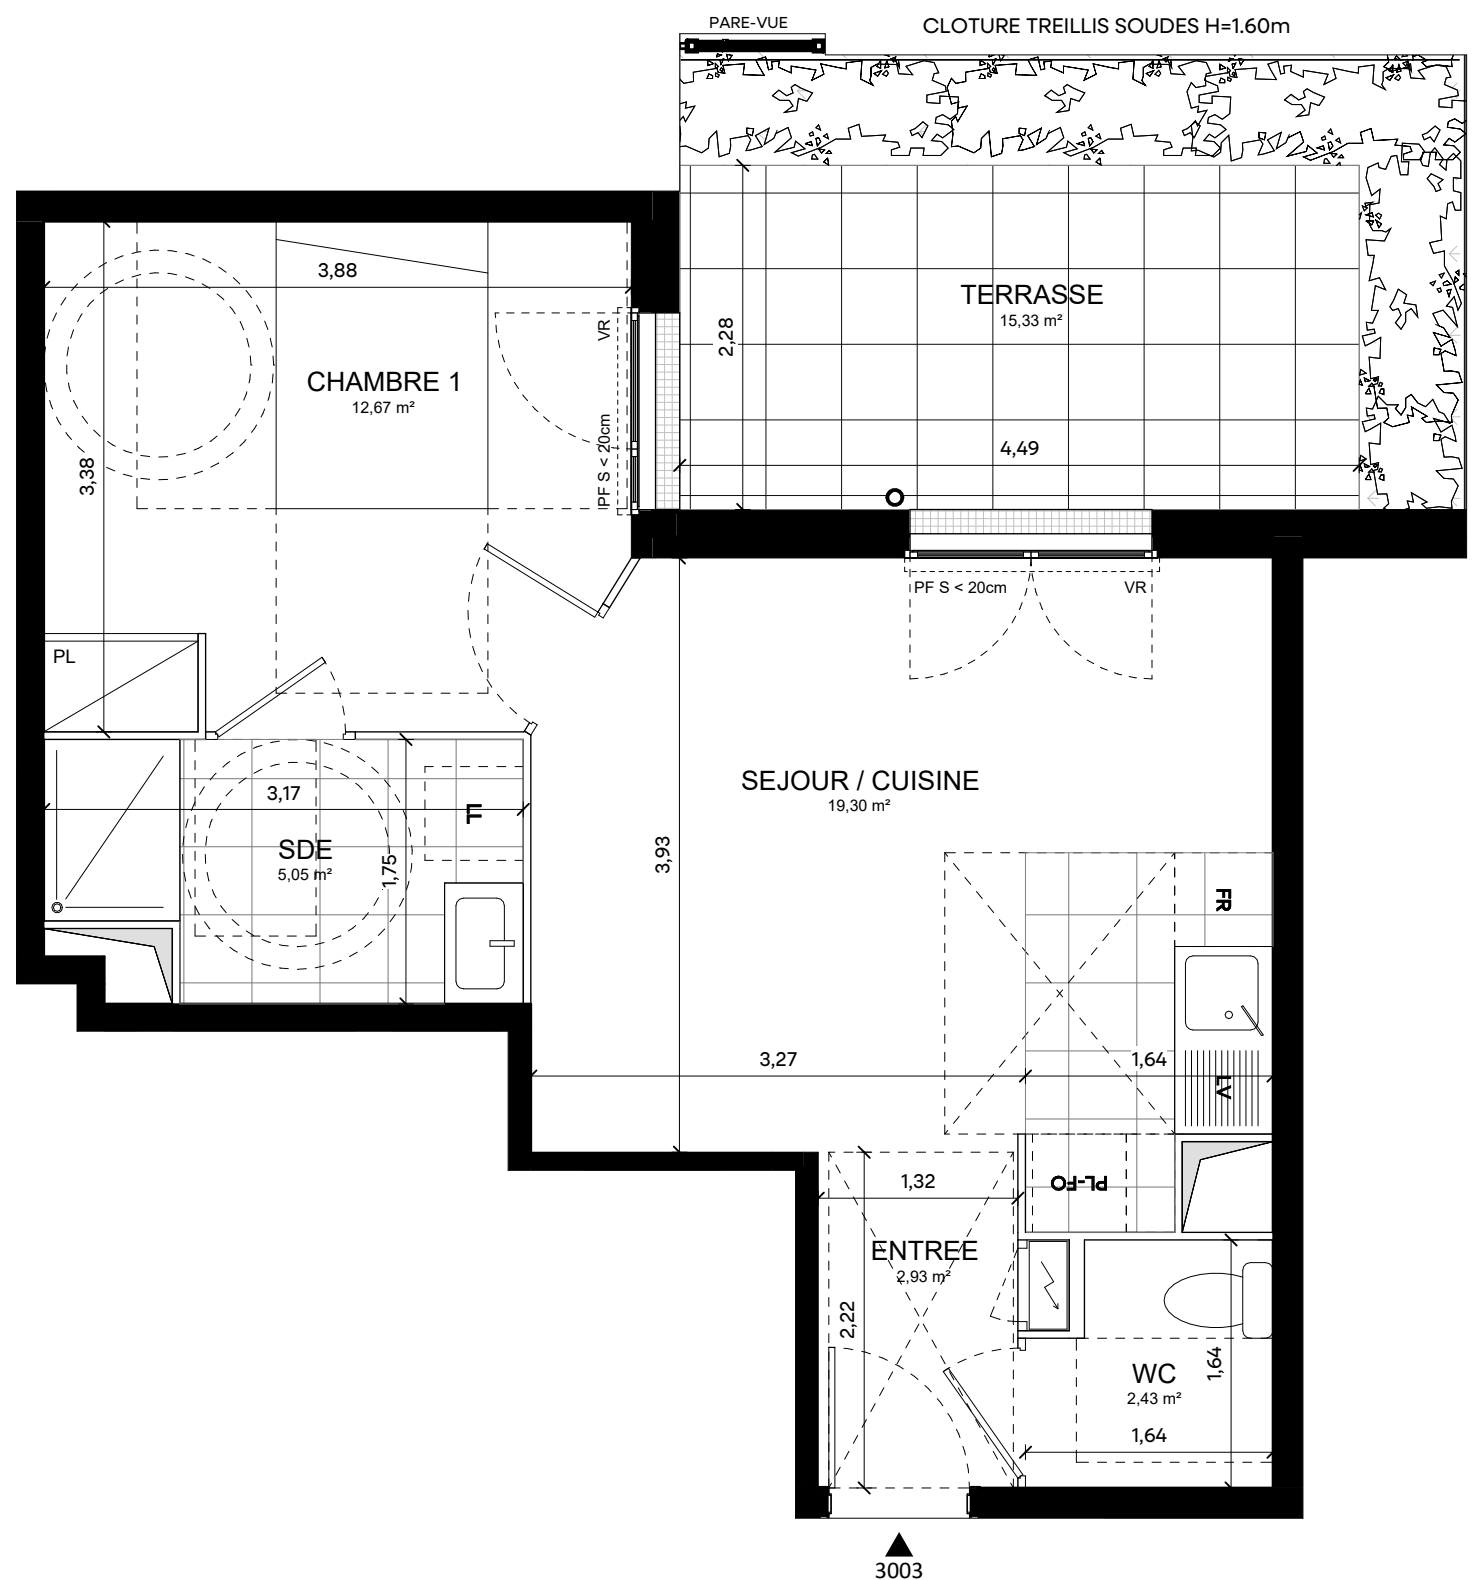 PARE-VUE
CLOTURE TREILLIS SOUDES H=1.60m
3,88
TERRASSE
15,33 m²
2,28
VR
CHAMBRE 1
12,67 m²
PF S < 20cm
3,38
4,49
PF S < 20cm
VR
PL
SEJOUR / CUISINE
19,30 m²
3,17
LL
SDE
5,05 m²
1,75
3,93
FR
3,27
1,64
LV
1,32
PL-FO
ENTREE
2,93 m²
2,22
1,64
WC
2,43 m²
1,64
3003